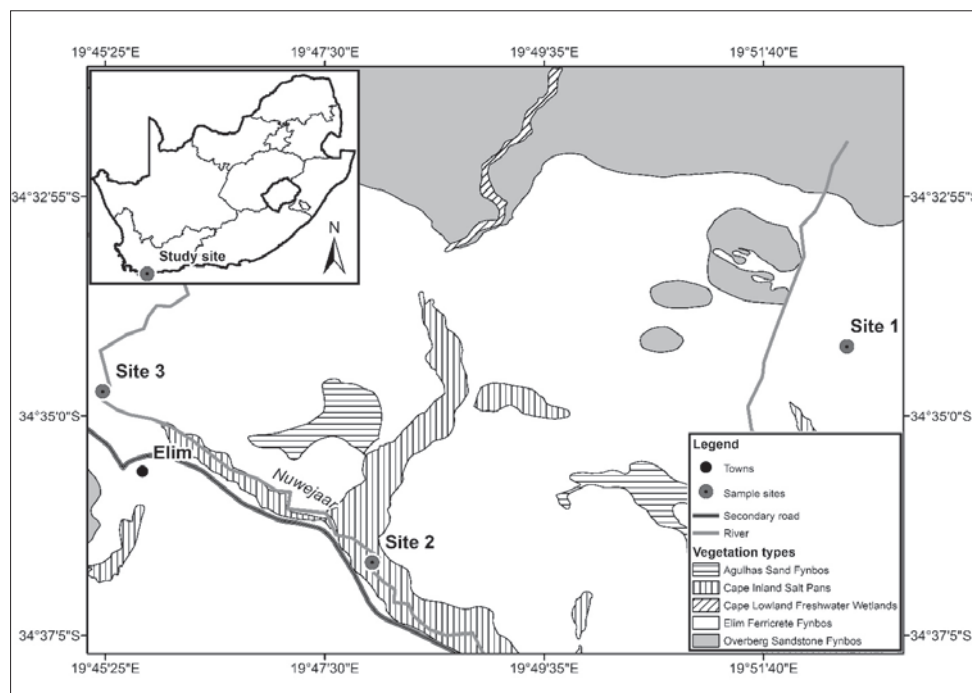 19°45'25"E 19°47'30"E 19°49'35"E 19°51'40"E
34°32'55"S 34°32'55"S
Study site
N
Site 1
Site 3
34°35'0"S 34°35'0"S
Elim
Nuwejaar
Site 2
Legend
Towns
Sample sites
Secondary road
River
Vegetation types
Agulhas Sand Fynbos
Cape Inland Salt Pans
Cape Lowland Freshwater Wetlands
Elim Ferricrete Fynbos
Overberg Sandstone Fynbos
34°37'5"S 34°37'5"S
19°45'25"E 19°47'30"E 19°49'35"E 19°51'40"E